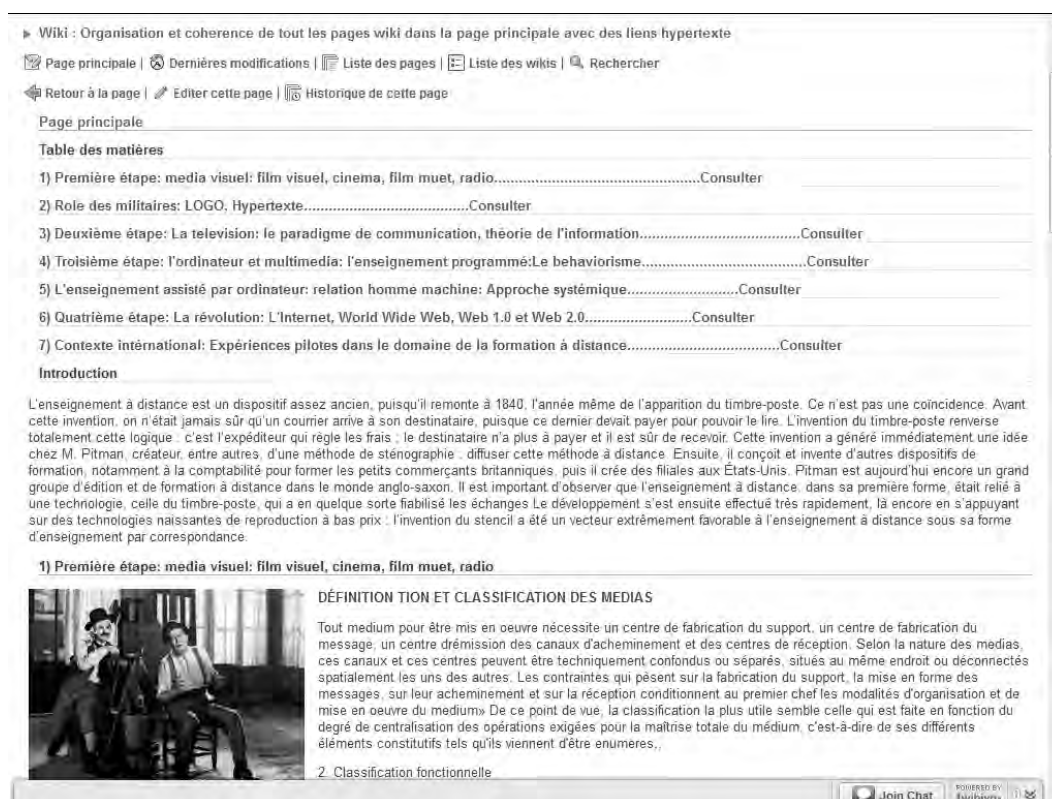 Wiki : Organisation et coherence de tout les pages wiki dans la page principale avec des liens hypertexte
Page principale | Dernières modifications | Liste des pages | Liste des wikis | Rechercher
Retour à la page | Editer cette page | Historique de cette page
Page principale
Table des matières
1) Première étape: media visuel: film visuel, cinema, film muet, radio..................................................Consulter
2) Role des militaires: LOGO, Hypertexte........................................Consulter
3) Deuxième étape: La television: le paradigme de communication, théorie de l'information.......................................Consulter
4) Troisième étape: l'ordinateur et multimedia: l'enseignement programmé:Le behaviorisme........................................Consulter
5) L'enseignement assisté par ordinateur: relation homme machine: Approche systémique...........................Consulter
6) Quatrième étape: La révolution: L'Internet, World Wide Web, Web 1.0 et Web 2.0..........................Consulter
7) Contexte intérnational: Expériences pilotes dans le domaine de la formation à distance.....................................Consulter
Introduction
L'enseignement à distance est un dispositif assez ancien, puisqu'il remonte à 1840, l'année même de l'apparition du timbre-poste. Ce n'est pas une coïncidence. Avant
cette invention, on n'était jamais sûr qu'un courrier arrive à son destinataire, puisque ce dernier devait payer pour pouvoir le lire. L'invention du timbre-poste renverse
totalement cette logique : c'est l'expéditeur qui règle les frais ; le destinataire n'a plus à payer et il est sûr de recevoir. Cette invention a généré immédiatement une idée
chez M. Pitman, créateur, entre autres, d'une méthode de sténographie : diffuser cette méthode à distance. Ensuite, il conçoit et invente d'autres dispositifs de
formation, notamment à la comptabilité pour former les petits commerçants britanniques, puis il crée des filiales aux États-Unis. Pitman est aujourd'hui encore un grand
groupe d'édition et de formation à distance dans le monde anglo-saxon. Il est important d'observer que l'enseignement à distance, dans sa première forme, était relié à
une technologie, celle du timbre-poste, qui a en quelque sorte fiabilisé les échanges Le développement s'est ensuite effectué très rapidement, là encore en s'appuyant
sur des technologies naissantes de reproduction à bas prix : l'invention du stencil a été un vecteur extrêmement favorable à l'enseignement à distance sous sa forme
d'enseignement par correspondance.
1) Première étape: media visuel: film visuel, cinema, film muet, radio
DÉFINITION TION ET CLASSIFICATION DES MEDIAS
Tout medium pour être mis en oeuvre nécessite un centre de fabrication du support, un centre de fabrication du
message, un centre drémission des canaux d'acheminement et des centres de réception. Selon la nature des medias,
ces canaux et ces centres peuvent être techniquement confondus ou séparés, situés au même endroit ou déconnectés
spatialement les uns des autres. Les contraintes qui pèsent sur la fabrication du support, la mise en forme des
messages, sur leur acheminement et sur la réception conditionnent au premier chef les modalités d'organisation et de
mise en oeuvre du medium» De ce point de vue, la classification la plus utile semble celle qui est faite en fonction du
degré de centralisation des opérations exigées pour la maîtrise totale du médium, c'est-à-dire de ses différents
éléments constitutifs tels qu'ils viennent d'être enumères,.
2. Classification fonctionnelle
Join Chat
POWERED BY